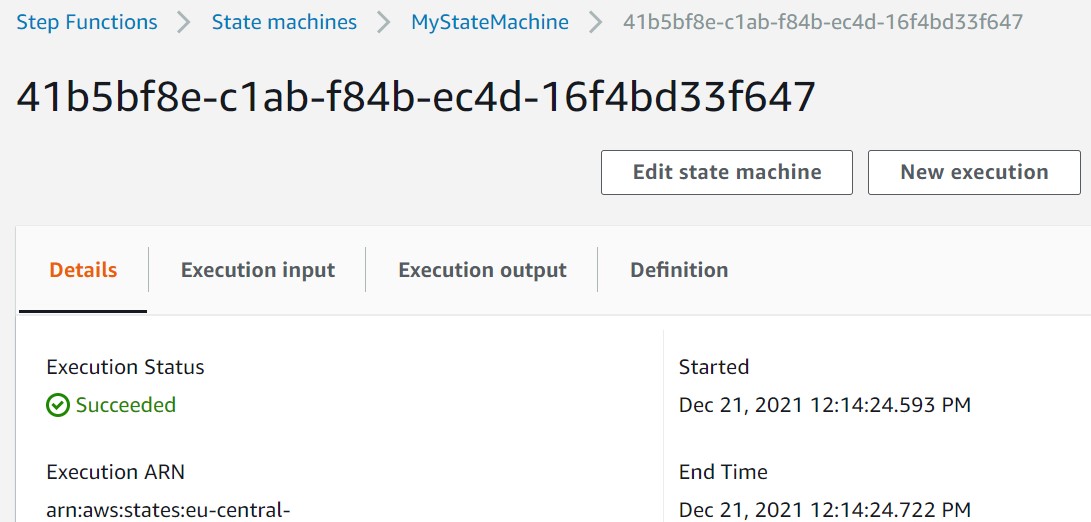 Step Functions > State machines > MyStateMachine > 41b5bf8e-c1ab-f84b-ec4d-16f4bd33f647
41b5bf8e-c1ab-f84b-ec4d-16f4bd33f647
Edit state machine New execution
Details Execution input Execution output Definition
Execution Status
Succeeded
Execution ARN
arn:aws:states:eu-central-
Started
Dec 21, 2021 12:14:24.593 PM
End Time
Dec 21, 2021 12:14:24.722 PM